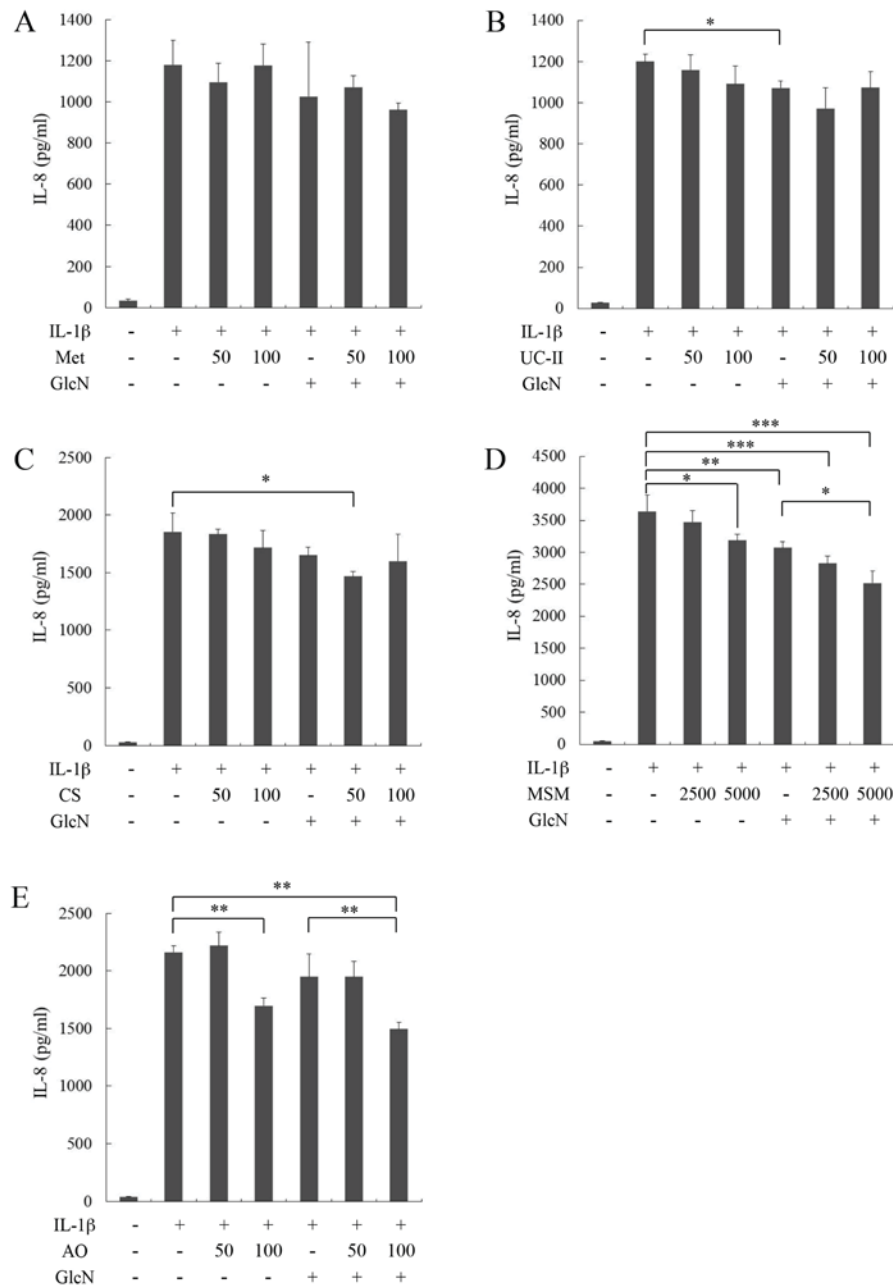 A
1400
1200
1000
800
600
400
200
0
IL-8 (pg/ml)
IL-1β - + + + + + +
Met - - 50 100 - 50 100
GlcN - - - - + + +
B
*
1400
1200
1000
800
600
400
200
0
IL-8 (pg/ml)
IL-1β - + + + + + +
UC-II - - 50 100 - 50 100
GlcN - - - - + + +
C
*
2500
2000
1500
1000
500
0
IL-8 (pg/ml)
IL-1β - + + + + + +
CS - - 50 100 - 50 100
GlcN - - - - + + +
D
***
***
**
* *
4500
4000
3500
3000
2500
2000
1500
1000
500
0
IL-8 (pg/ml)
IL-1β - + + + + + +
MSM - - 2500 5000 - 2500 5000
GlcN - - - - + + +
E
**
** **
2500
2000
1500
1000
500
0
IL-8 (pg/ml)
IL-1β - + + + + + +
AO - - 50 100 - 50 100
GlcN - - - - + + +